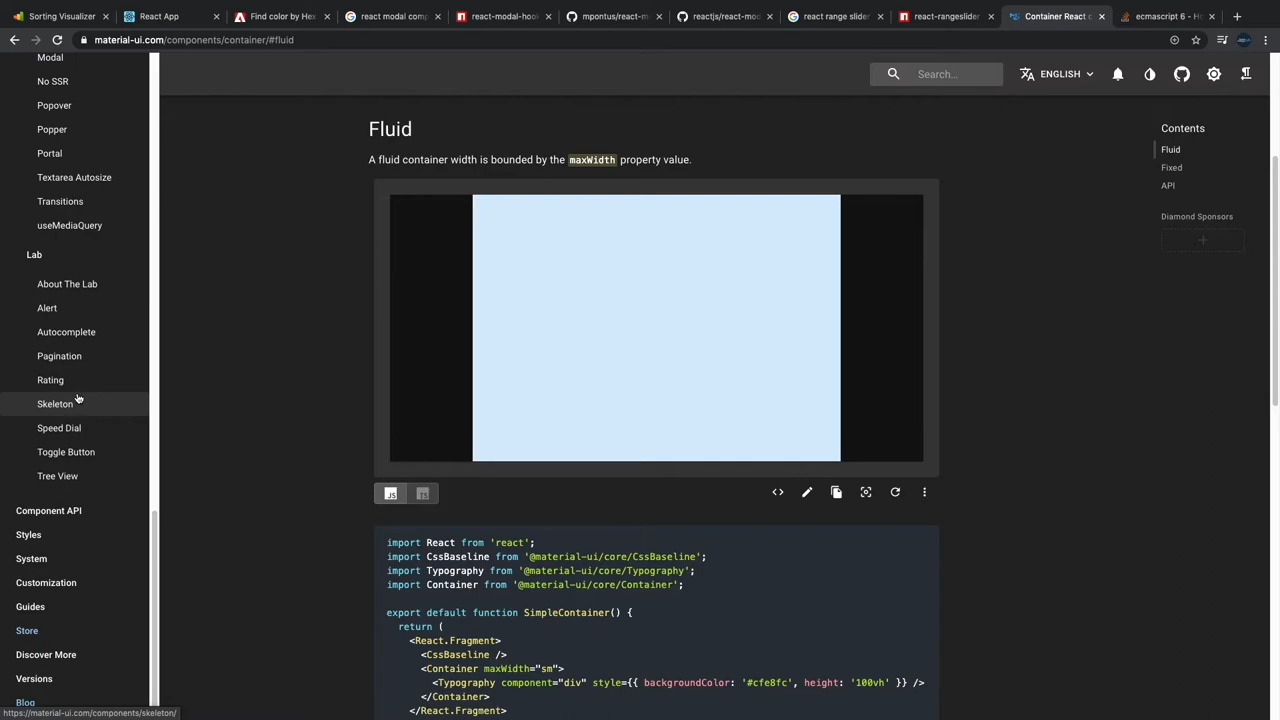 Sorting Visualizer
React App
Find color by Hex
react modal comp
react-modal-hook
mpontus/react-m
reactjs/react-mod
react range slider
react-rangeslider
Container React c
ecmascript 6 - Ho
material-ui.com/components/container/#fluid
Modal
No SSR
Popover
Popper
Portal
Textarea Autosize
Transitions
useMediaQuery
Lab
About The Lab
Alert
Autocomplete
Pagination
Rating
Skeleton
Speed Dial
Toggle Button
Tree View
Component API
Styles
System
Customization
Guides
Store
Discover More
Versions
Blog
https://material-ui.com/components/skeleton/
Search…
ENGLISH
Fluid
A fluid container width is bounded by the maxWidth property value.
JS
TS
import React from 'react';
import CssBaseline from '@material-ui/core/CssBaseline';
import Typography from '@material-ui/core/Typography';
import Container from '@material-ui/core/Container';
export default function SimpleContainer() {
return (
<React.Fragment>
<CssBaseline />
<Container maxWidth="sm">
<Typography component="div" style={{ backgroundColor: '#cfe8fc', height: '100vh' }} />
</Container>
</React.Fragment>
Contents
Fluid
Fixed
API
Diamond Sponsors